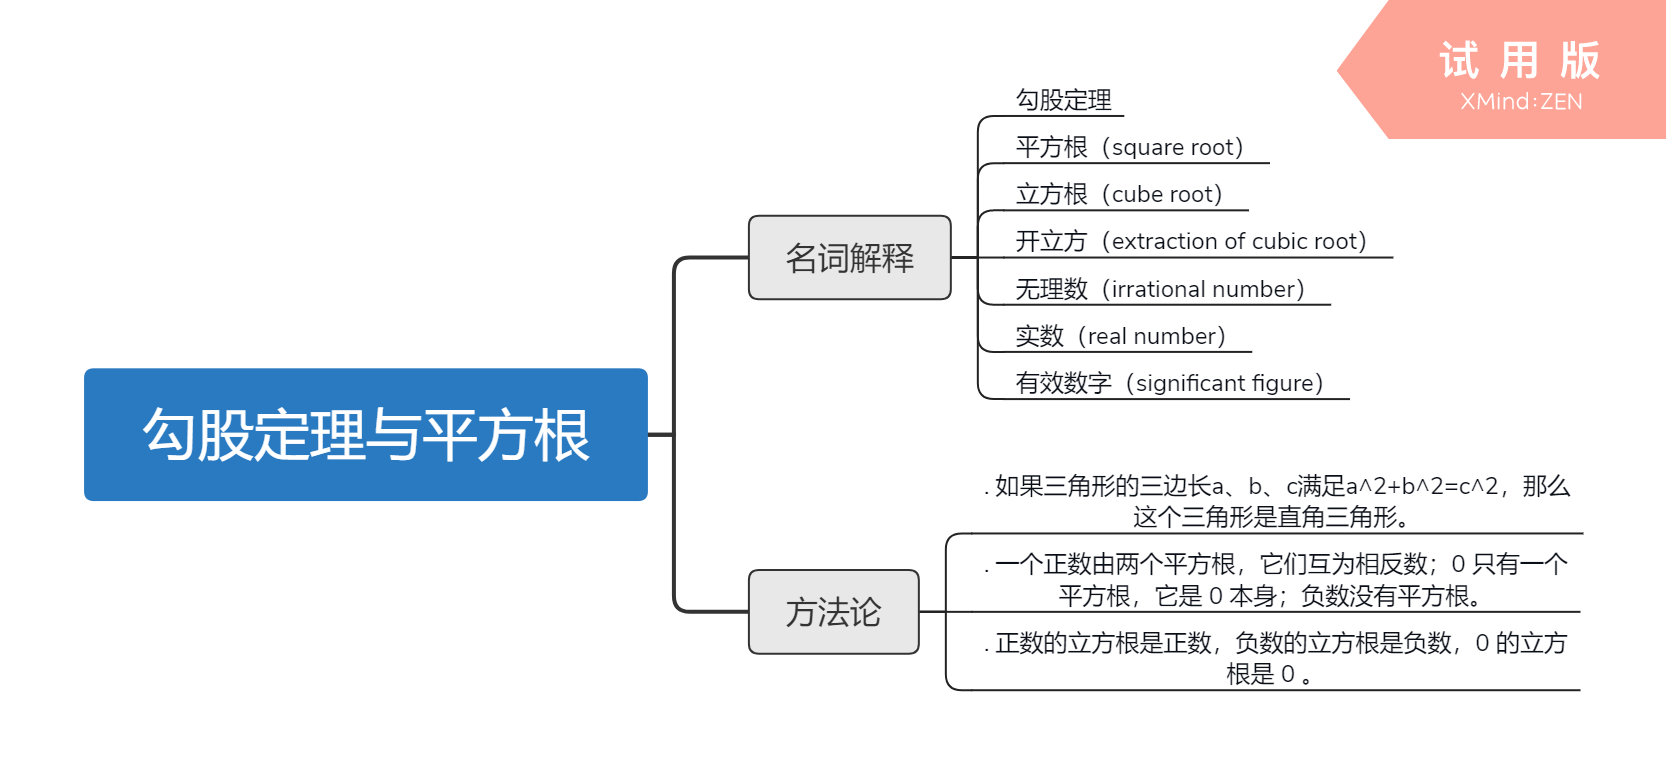 试用版
XMind:ZEN
勾股定理与平方根
名词解释
勾股定理
平方根（square root）
立方根（cube root）
开立方（extraction of cubic root）
无理数（irrational number）
实数（real number）
有效数字（significant figure）
方法论
. 如果三角形的三边长a、b、c满足a^2+b^2=c^2，那么
这个三角形是直角三角形。
. 一个正数由两个平方根，它们互为相反数；0 只有一个
平方根，它是 0 本身；负数没有平方根。
. 正数的立方根是正数，负数的立方根是负数，0 的立方
根是 0 。